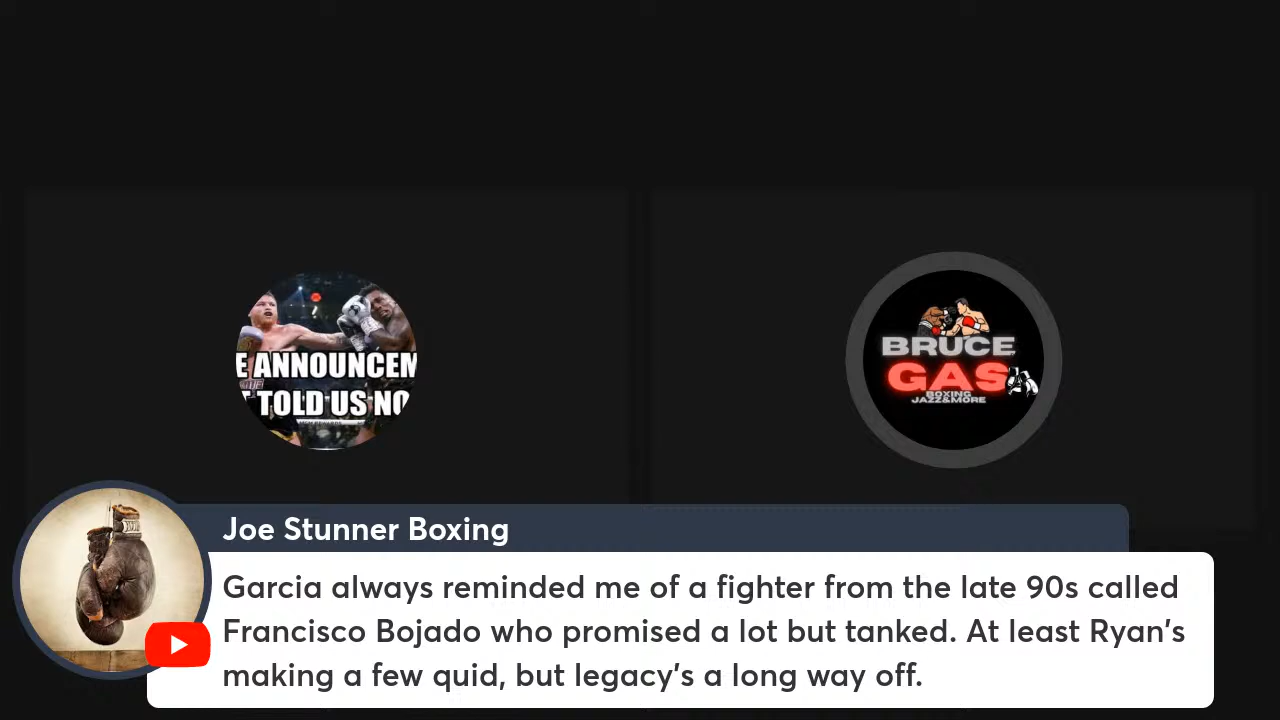 E ANNOUNCEM
TOLD US NO
BRUCE
GAS
BOXING
JAZZ&MORE
Joe Stunner Boxing
Garcia always reminded me of a fighter from the late 90s called
Francisco Bojado who promised a lot but tanked. At least Ryan's
making a few quid, but legacy's a long way off.